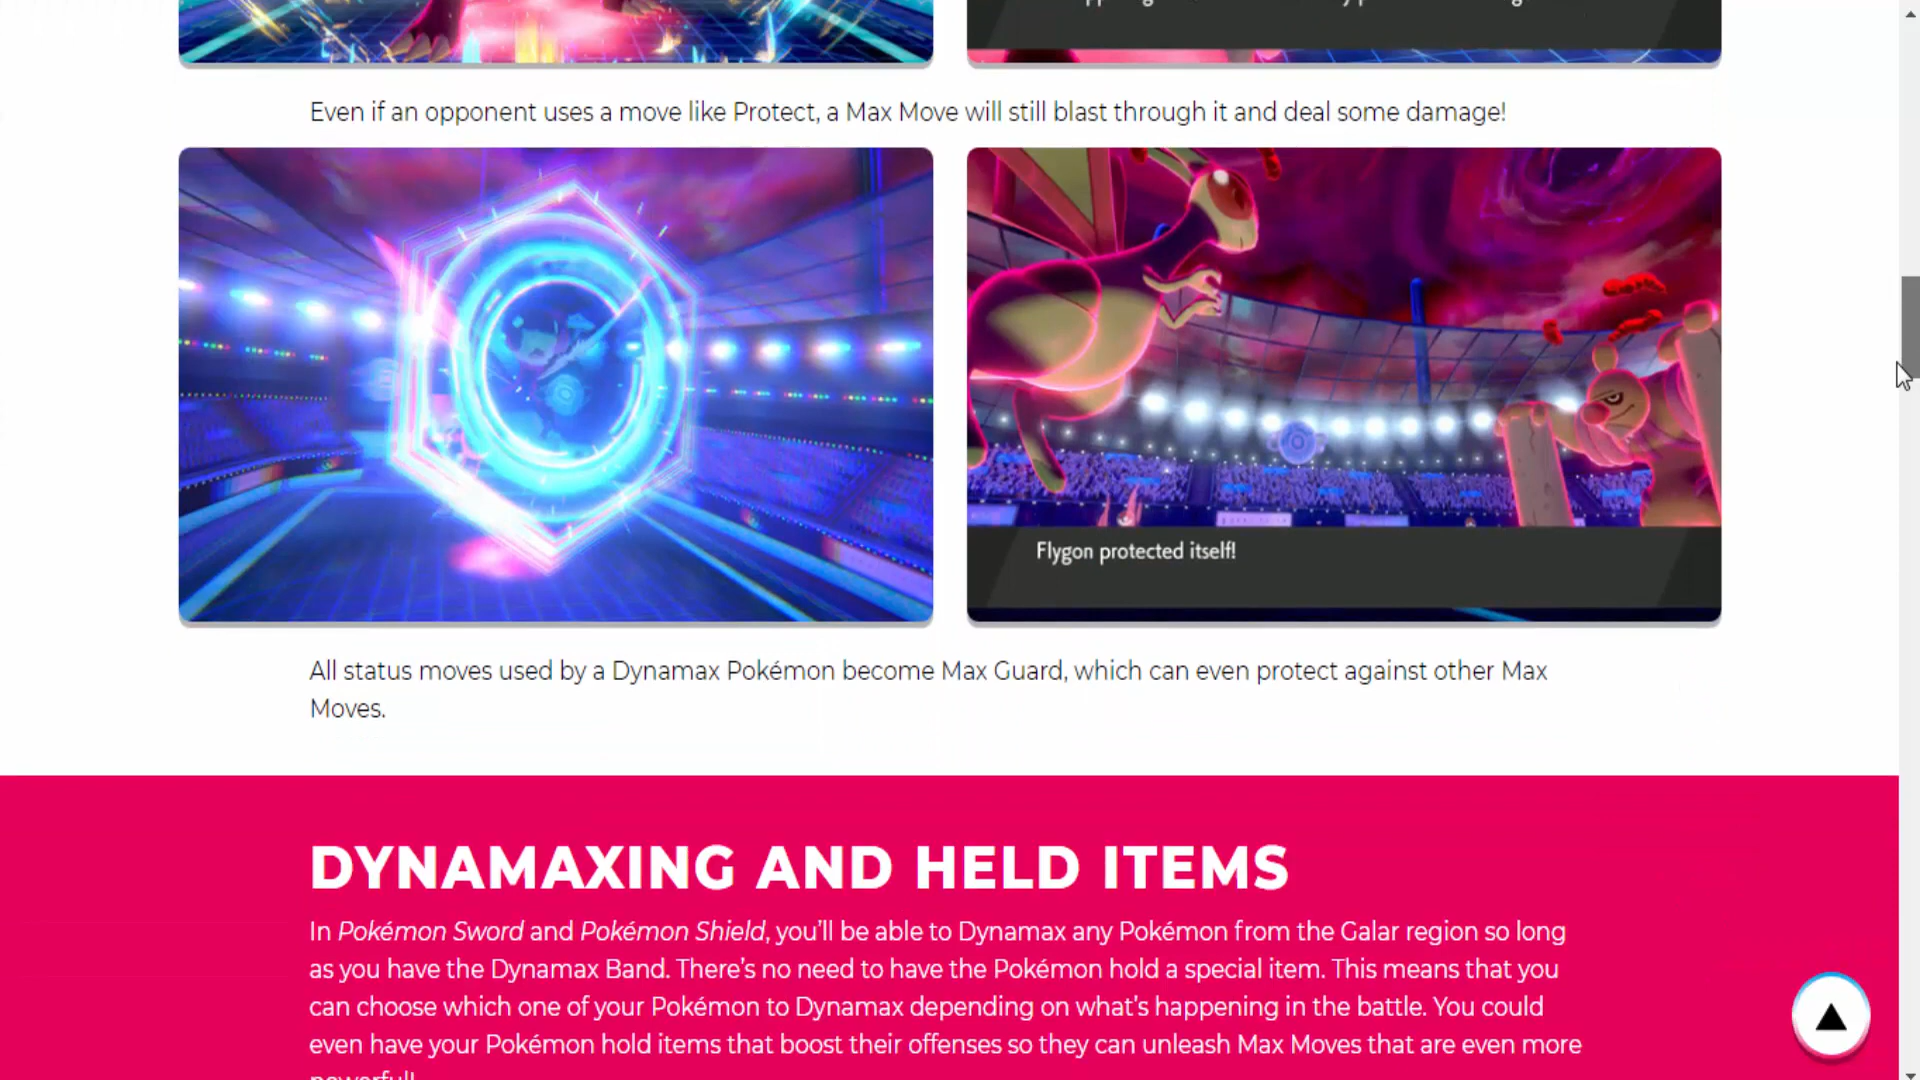 Even if an opponent uses a move like Protect, a Max Move will still blast through it and deal some damage!
Flygon protected itself!
All status moves used by a Dynamax Pokémon become Max Guard, which can even protect against other Max
Moves.
DYNAMAXING AND HELD ITEMS
In Pokémon Sword and Pokémon Shield, you'll be able to Dynamax any Pokémon from the Galar region so long
as you have the Dynamax Band. There's no need to have the Pokémon hold a special item. This means that you
can choose which one of your Pokémon to Dynamax depending on what's happening in the battle. You could
even have your Pokémon hold items that boost their offenses so they can unleash Max Moves that are even more
powerful!